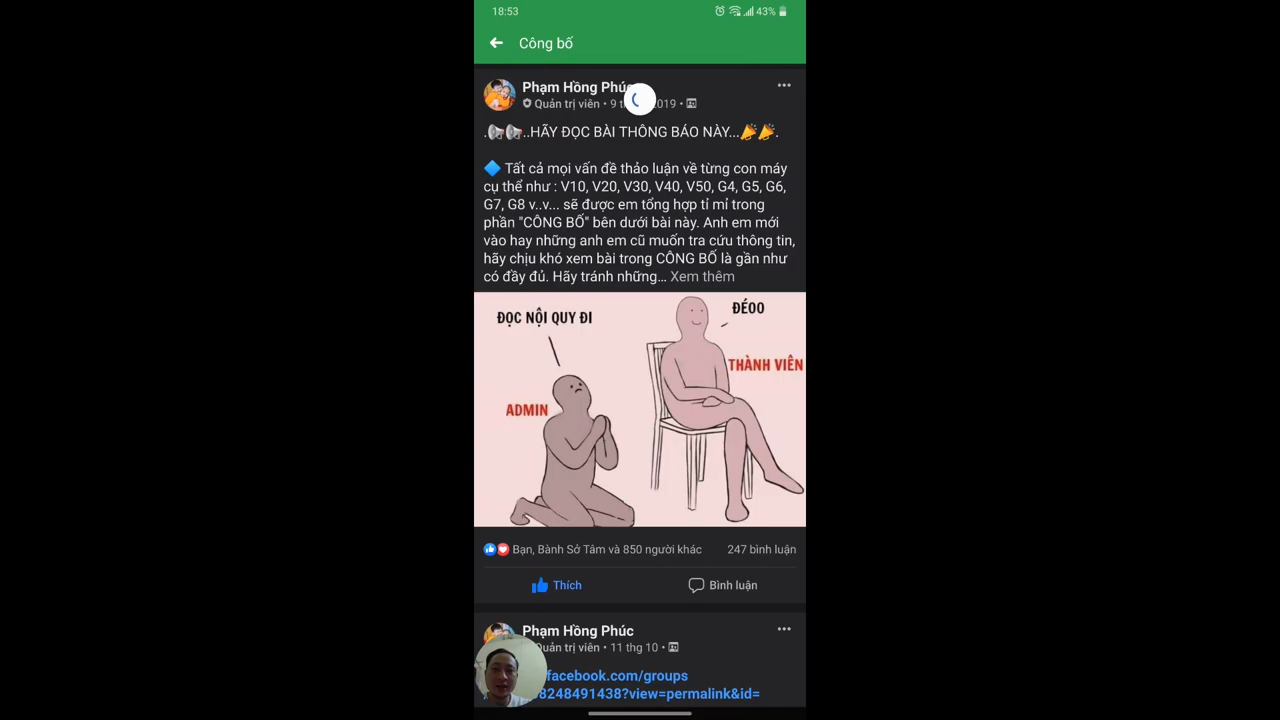 18:53
43%
Công bố
Phạm Hồng Phúc
Quản trị viên • 9 2019 •
..HÃY ĐỌC BÀI THÔNG BÁO NÀY...
Tất cả mọi vấn đề thảo luận về từng con máy
cụ thể như : V10, V20, V30, V40, V50, G4, G5, G6,
G7, G8 v..v... sẽ được em tổng hợp tỉ mỉ trong
phần "CÔNG BỐ" bên dưới bài này. Anh em mới
vào hay những anh em cũ muốn tra cứu thông tin,
hãy chịu khó xem bài trong CÔNG BỐ là gần như
có đầy đủ. Hãy tránh những... Xem thêm
ĐỌC NỘI QUY ĐI
ĐÉOO
THÀNH VIÊN
ADMIN
Bạn, Bành Sở Tâm và 850 người khác
247 bình luận
Thích
Bình luận
Phạm Hồng Phúc
Quản trị viên • 11 thg 10 •
facebook.com/groups
8248491438?view=permalink&id=